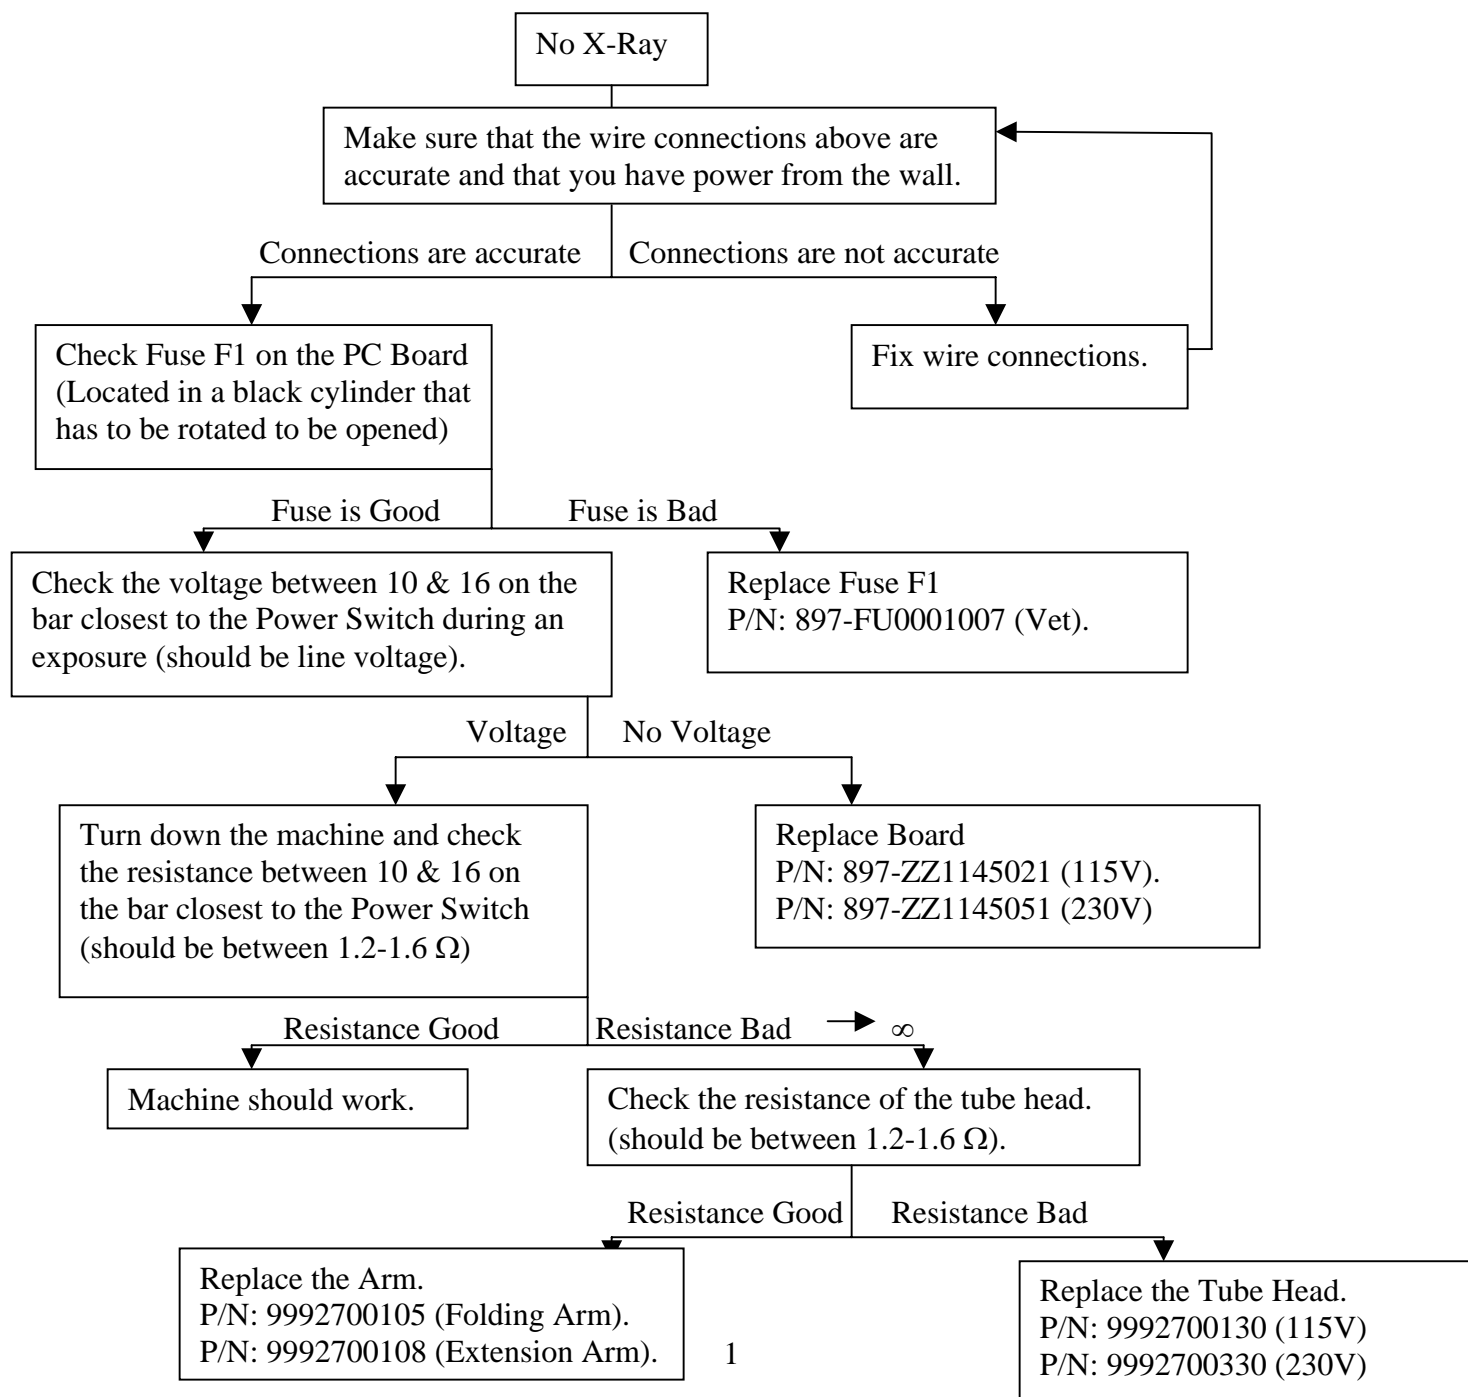 No X-Ray
Make sure that the wire connections above are
accurate and that you have power from the wall.
Connections are accurate
Connections are not accurate
Check Fuse F1 on the PC Board
(Located in a black cylinder that
has to be rotated to be opened)
Fix wire connections.
Fuse is Good
Fuse is Bad
Check the voltage between 10 & 16 on the
bar closest to the Power Switch during an
exposure (should be line voltage).
Replace Fuse F1
P/N: 897-FU0001007 (Vet).
Voltage
No Voltage
Turn down the machine and check
the resistance between 10 & 16 on
the bar closest to the Power Switch
(should be between 1.2-1.6 Ω)
Replace Board
P/N: 897-ZZ1145021 (115V).
P/N: 897-ZZ1145051 (230V)
Resistance Good
Resistance Bad
∞
Machine should work.
Check the resistance of the tube head.
(should be between 1.2-1.6 Ω).
Resistance Good
Resistance Bad
Replace the Arm.
P/N: 9992700105 (Folding Arm).
P/N: 9992700108 (Extension Arm).
Replace the Tube Head.
P/N: 9992700130 (115V)
P/N: 9992700330 (230V)
1